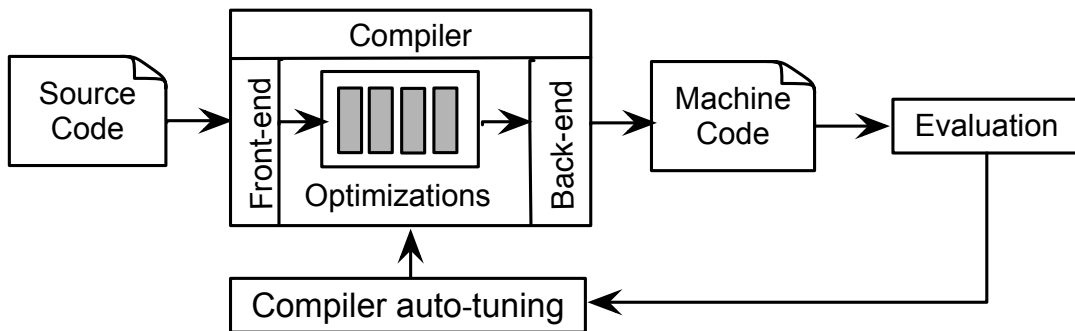 Compiler
Source
Code
Front-end
Optimizations
Back-end
Machine
Code
Evaluation
Compiler auto-tuning